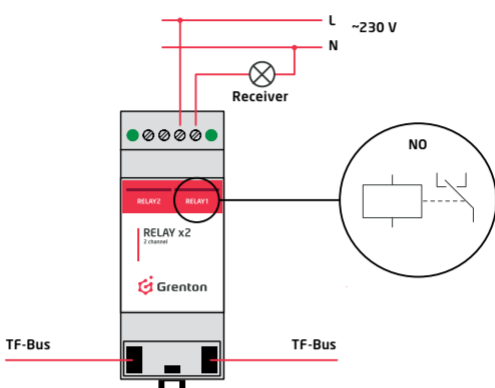 L
~230 V
N
Receiver
NO
RELAY2
RELAY1
RELAY x2
2 channel
Grenton
TF-Bus
TF-Bus